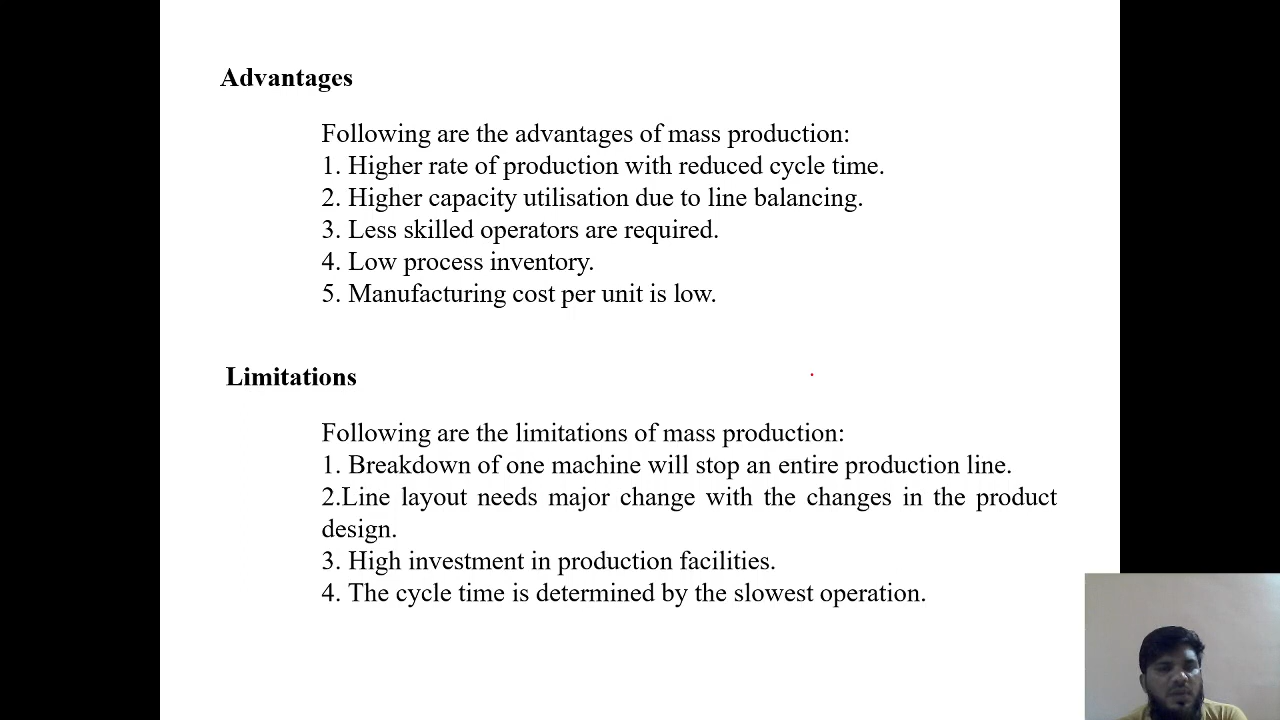 Advantages
Following are the advantages of mass production:
1. Higher rate of production with reduced cycle time.
2. Higher capacity utilisation due to line balancing.
3. Less skilled operators are required.
4. Low process inventory.
5. Manufacturing cost per unit is low.
Limitations
Following are the limitations of mass production:
1. Breakdown of one machine will stop an entire production line.
2.Line layout needs major change with the changes in the product
design.
3. High investment in production facilities.
4. The cycle time is determined by the slowest operation.